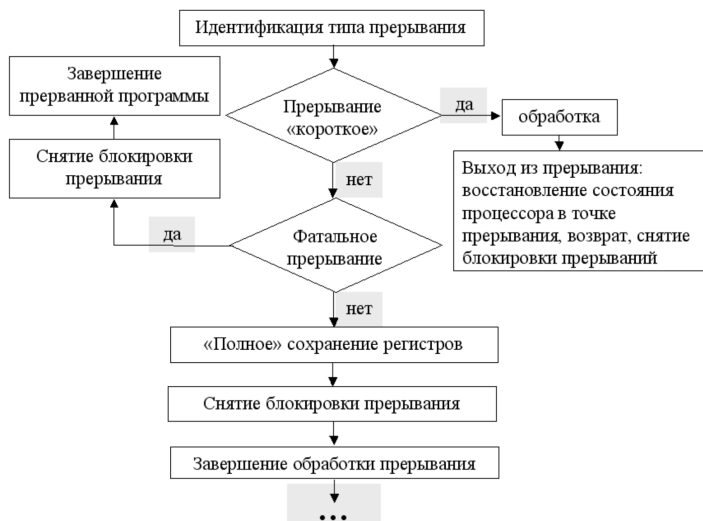 Идентификация типа прерывания
Завершение
прерванной программы
Прерывание
«короткое»
да
обработка
Снятие блокировки
прерывания
нет
Выход из прерывания:
восстановление состояния
процессора в точке
прерывания, возврат, снятие
блокировки прерываний
да
Фатальное
прерывание
нет
«Полное» сохранение регистров
Снятие блокировки прерывания
Завершение обработки прерывания
...